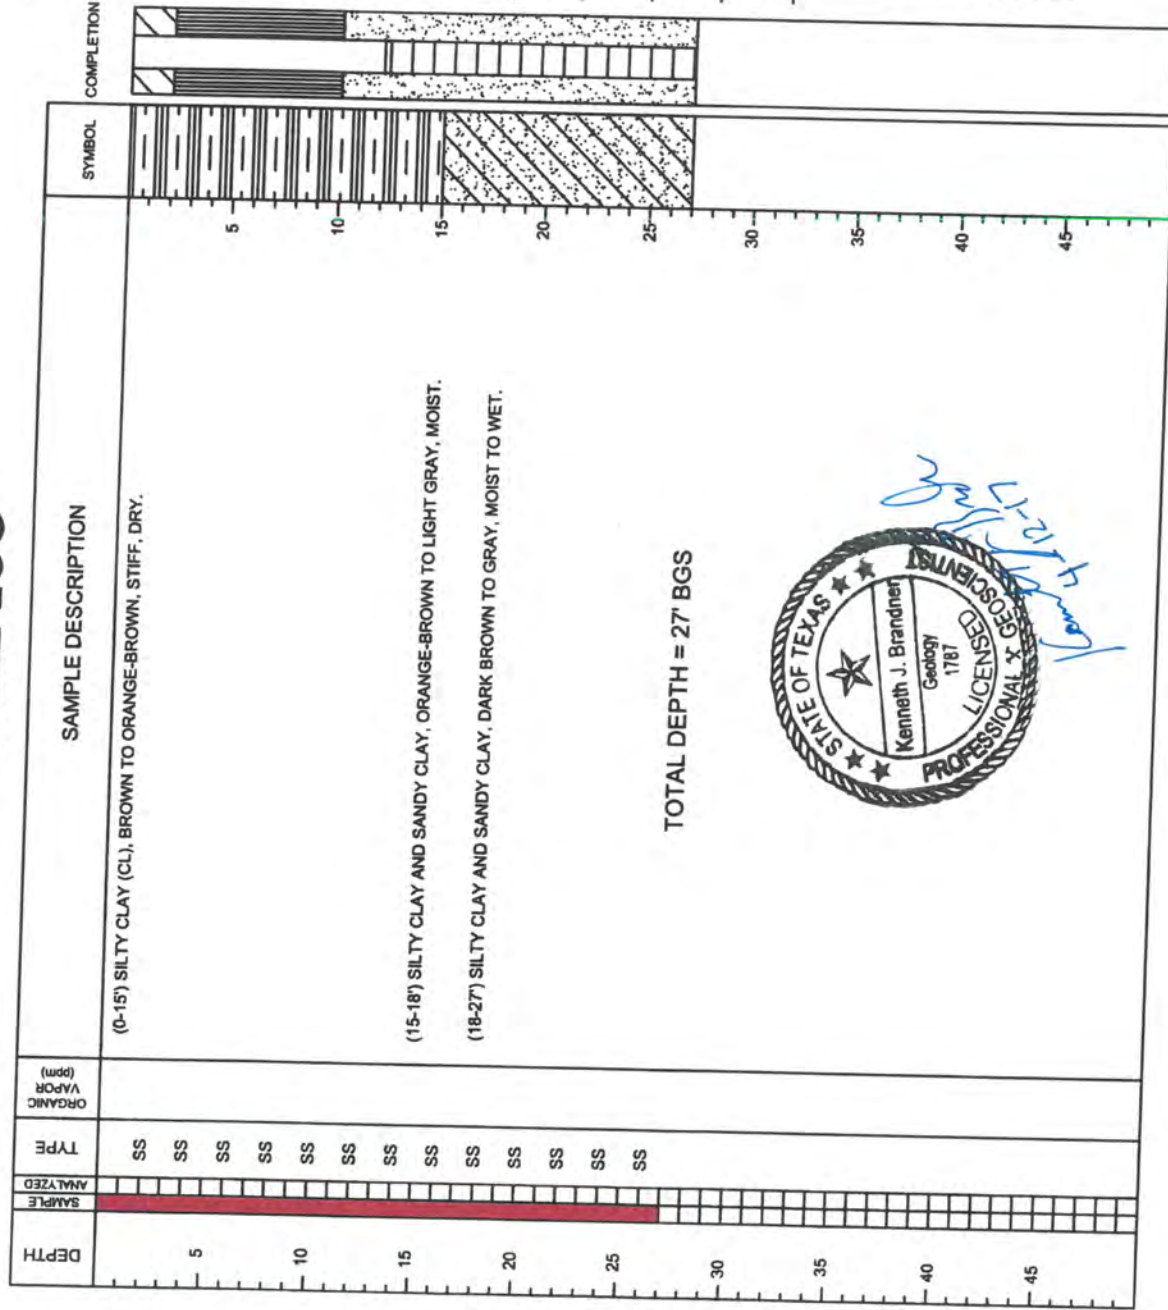 DEPTH
SAMPLE
ANALYZED
TYPE
ORGANIC
VAPOR
(ppm)
SAMPLE DESCRIPTION
SYMBOL
COMPLETION
5
10
15
20
25
30
35
40
45
SS
SS
SS
SS
SS
SS
SS
SS
SS
SS
SS
SS
SS
(0-15') SILTY CLAY (CL), BROWN TO ORANGE-BROWN, STIFF, DRY.
(15-18') SILTY CLAY AND SANDY CLAY, ORANGE-BROWN TO LIGHT GRAY, MOIST.
(18-27') SILTY CLAY AND SANDY CLAY, DARK BROWN TO GRAY, MOIST TO WET.
TOTAL DEPTH = 27' BGS
STATE OF TEXAS
Kenneth J. Brandner
Geology
1787
LICENSED
PROFESSIONAL GEOSCIENTIST
4-12-17
5
10
15
20
25
30
35
40
45